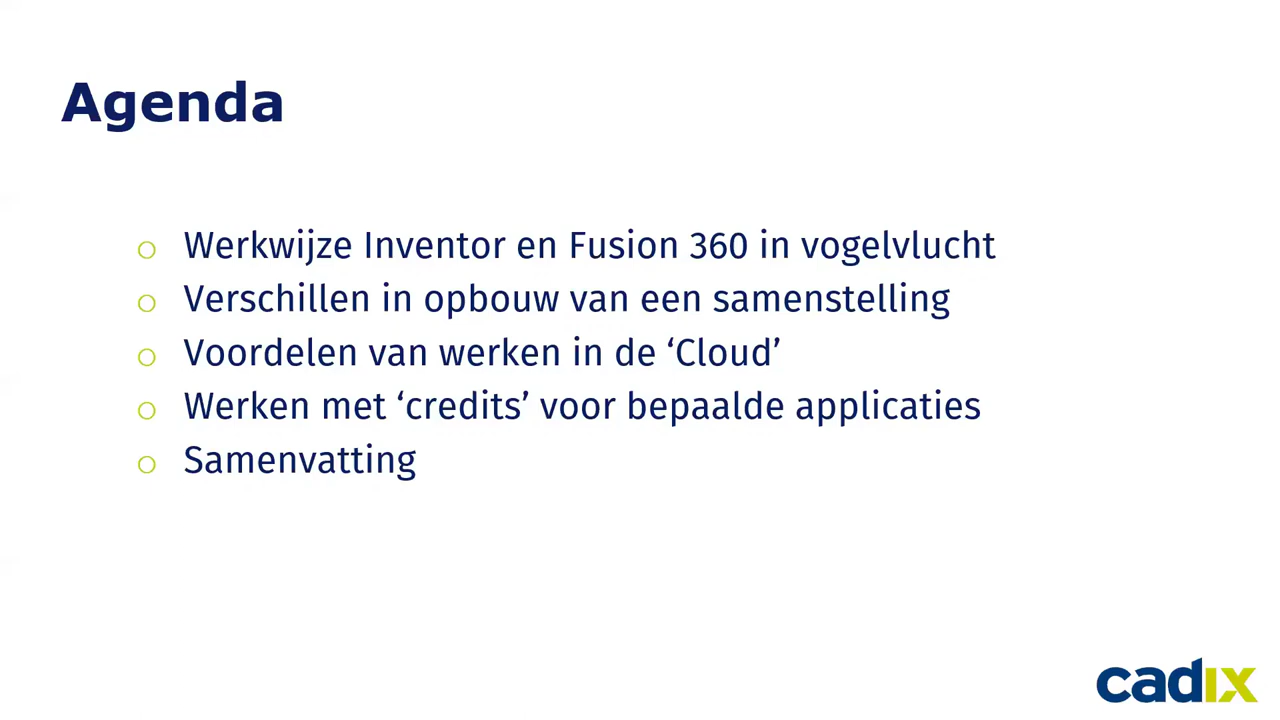 Agenda
Werkwijze Inventor en Fusion 360 in vogelvlucht
Verschillen in opbouw van een samenstelling
Voordelen van werken in de ‘Cloud’
Werken met ‘credits’ voor bepaalde applicaties
Samenvatting
cadix